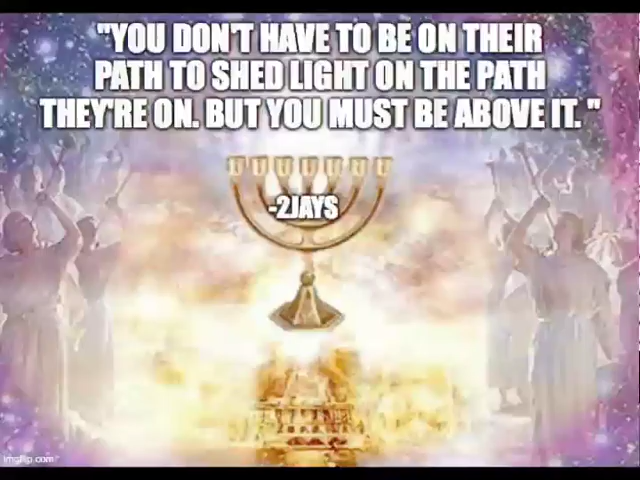 "YOU DON'T HAVE TO BE ON THEIR
PATH TO SHED LIGHT ON THE PATH
THEY'RE ON. BUT YOU MUST BE ABOVE IT. "
-2JAYS
imgflip.com